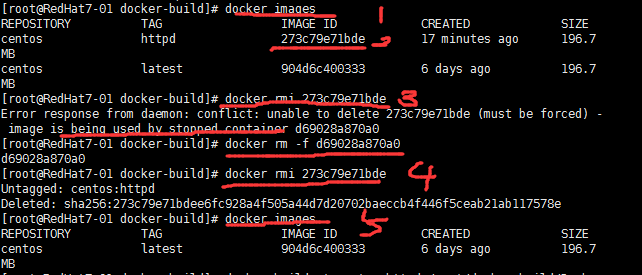 [root@RedHat7-01 docker-build]# docker images
REPOSITORY TAG IMAGE ID CREATED SIZE
centos httpd 273c79e71bde 17 minutes ago 196.7
MB
centos latest 904d6c400333 6 days ago 196.7
MB
[root@RedHat7-01 docker-build]# docker rmi 273c79e71bde
Error response from daemon: conflict: unable to delete 273c79e71bde (must be forced) -
image is being used by stopped container d69028a870a0
[root@RedHat7-01 docker-build]# docker rm -f d69028a870a0
d69028a870a0
[root@RedHat7-01 docker-build]# docker rmi 273c79e71bde
Untagged: centos:httpd
Deleted: sha256:273c79e71bdee6fc928a4f505a44d7d20702baeccb4f446f5ceab21ab117578e
[root@RedHat7-01 docker-build]# docker images
REPOSITORY TAG IMAGE ID CREATED SIZE
centos latest 904d6c400333 6 days ago 196.7
MB
1
2
3
4
5